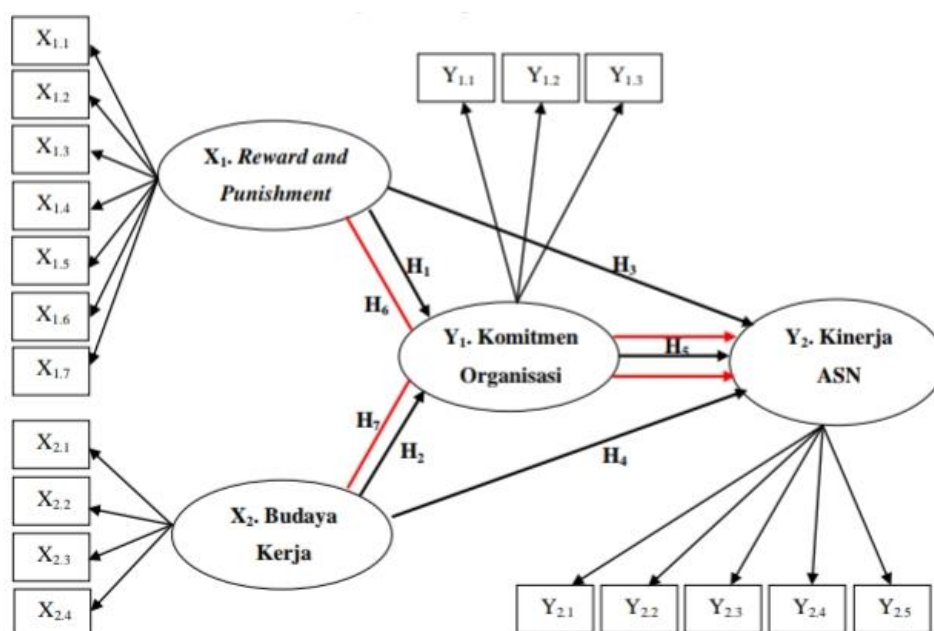 X1.1
X1.2
X1.3
X1.4
X1.5
X1.6
X1.7
X1. Reward and
Punishment
Y1.1
Y1.2
Y1.3
H1
H3
H6
Y1. Komitmen
Organisasi
H5
Y2. Kinerja
ASN
H7
H2
H4
X2.1
X2.2
X2.3
X2.4
X2. Budaya
Kerja
Y2.1
Y2.2
Y2.3
Y2.4
Y2.5